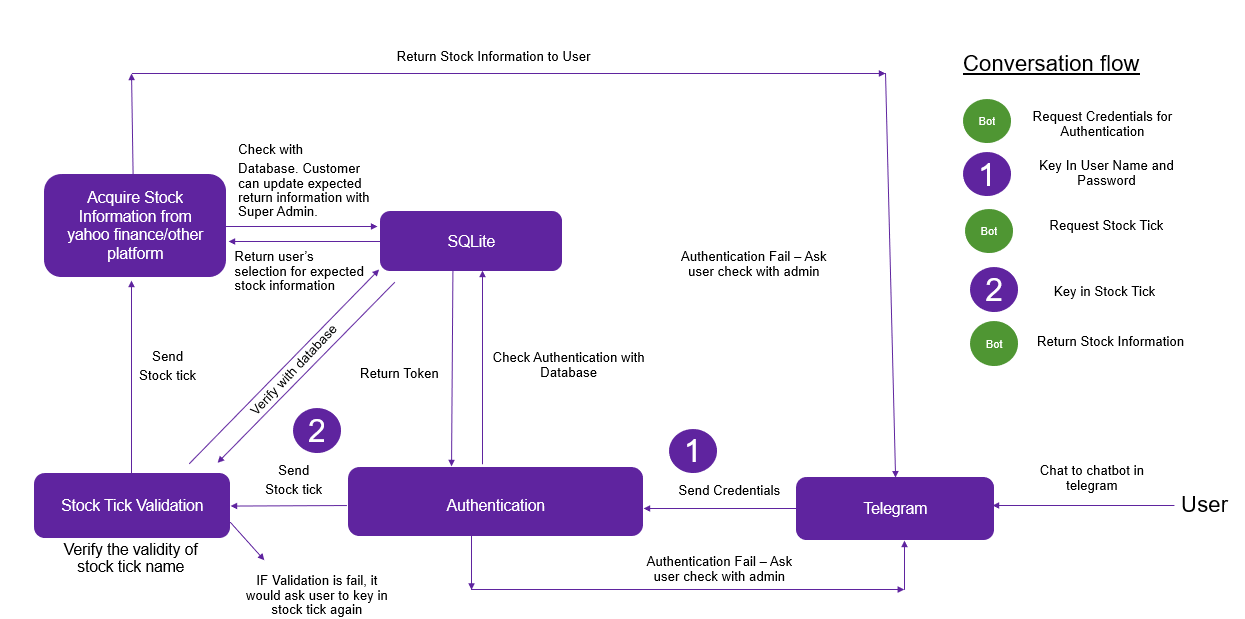 Return Stock Information to User
Conversation flow
Bot
Request Credentials for
Authentication
1
Key In User Name and
Password
Bot
Request Stock Tick
2
Key in Stock Tick
Bot
Return Stock Information
Check with
Database. Customer
can update expected
return information with
Super Admin.
Acquire Stock
Information from
yahoo finance/other
platform
SQLite
Return user's
selection for expected
stock information
Authentication Fail – Ask
user check with admin
Send
Stock tick
Verify with database
Return Token
Check Authentication with
Database
2
1
Send
Stock tick
Send Credentials
Chat to chatbot in
telegram
User
Stock Tick Validation
Authentication
Telegram
Verify the validity of
stock tick name
IF Validation is fail, it
would ask user to key in
stock tick again
Authentication Fail – Ask
user check with admin